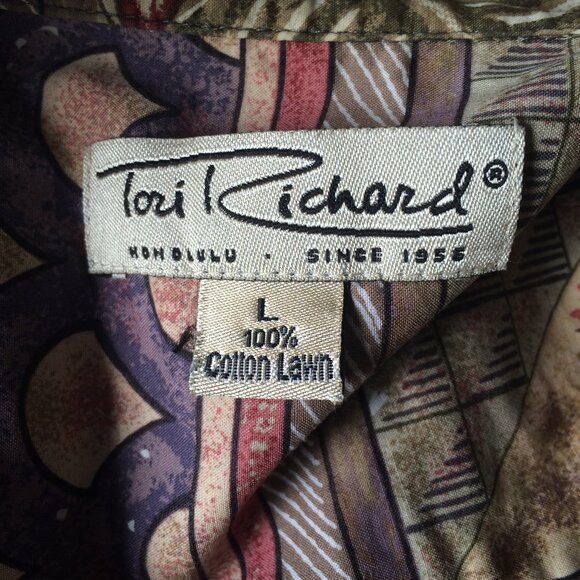 Tori Richard®
HONOLULU · SINCE 1956
L
100%
Cotton Lawn